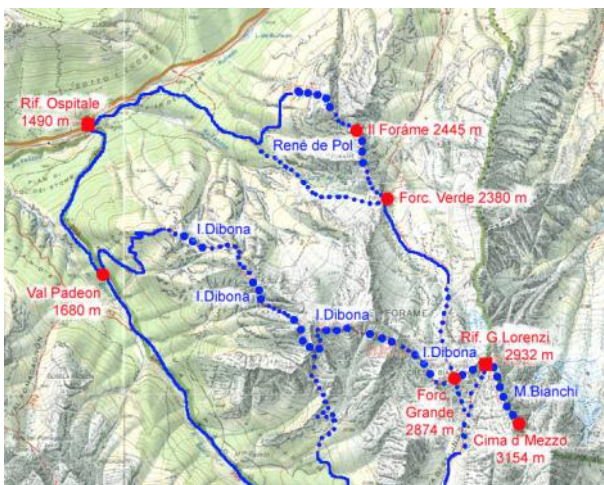 Rif. Ospitale
1490 m
Il Foráme 2445 m
René de Pol
Forc. Verde 2380 m
I.Dibona
Val Padeon
1680 m
I.Dibona
I.Dibona
FORAME
Rif. G Lorenzi
2932 m
I.Dibona
Forc.
Grande
2874 m
M.Bianchi
Cima d Mezzo
3154 m